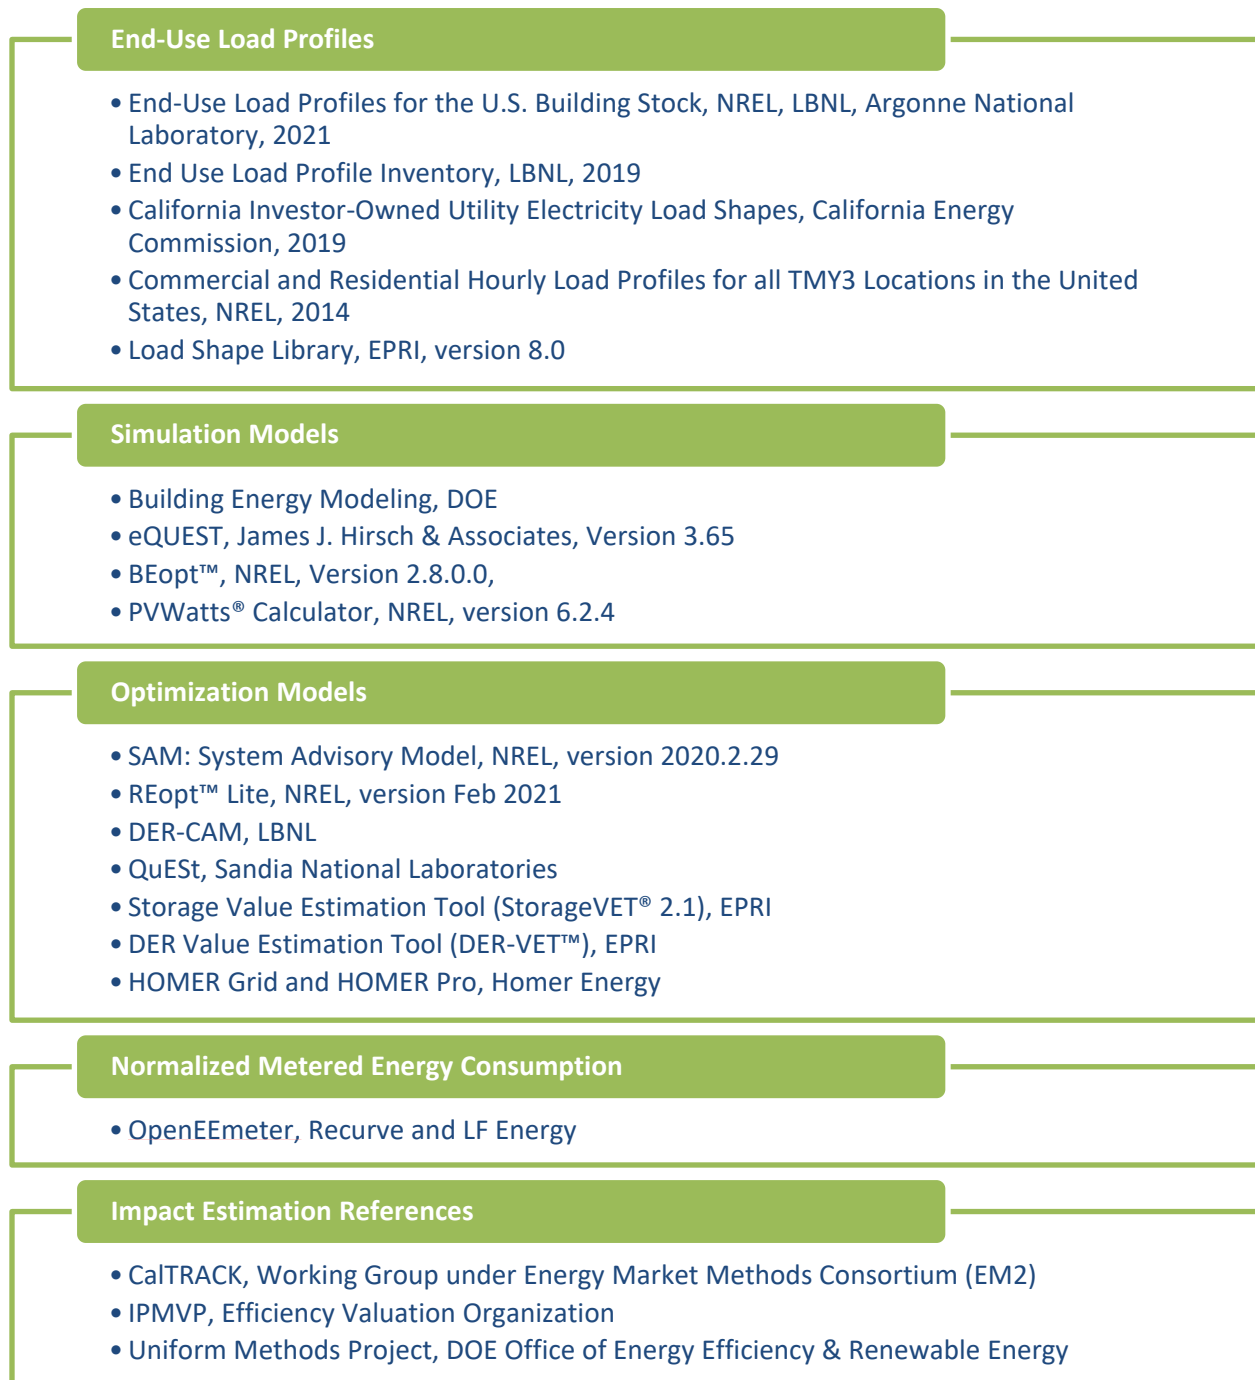 End-Use Load Profiles
• End-Use Load Profiles for the U.S. Building Stock, NREL, LBNL, Argonne National
Laboratory, 2021
• End Use Load Profile Inventory, LBNL, 2019
• California Investor-Owned Utility Electricity Load Shapes, California Energy
Commission, 2019
• Commercial and Residential Hourly Load Profiles for all TMY3 Locations in the United
States, NREL, 2014
• Load Shape Library, EPRI, version 8.0
Simulation Models
• Building Energy Modeling, DOE
• eQUEST, James J. Hirsch & Associates, Version 3.65
• BEopt™, NREL, Version 2.8.0.0,
• PVWatts® Calculator, NREL, version 6.2.4
Optimization Models
• SAM: System Advisory Model, NREL, version 2020.2.29
• REopt™ Lite, NREL, version Feb 2021
• DER-CAM, LBNL
• QuESt, Sandia National Laboratories
• Storage Value Estimation Tool (StorageVET® 2.1), EPRI
• DER Value Estimation Tool (DER-VET™), EPRI
• HOMER Grid and HOMER Pro, Homer Energy
Normalized Metered Energy Consumption
• OpenEEmeter, Recurve and LF Energy
Impact Estimation References
• CalTRACK, Working Group under Energy Market Methods Consortium (EM2)
• IPMVP, Efficiency Valuation Organization
• Uniform Methods Project, DOE Office of Energy Efficiency & Renewable Energy